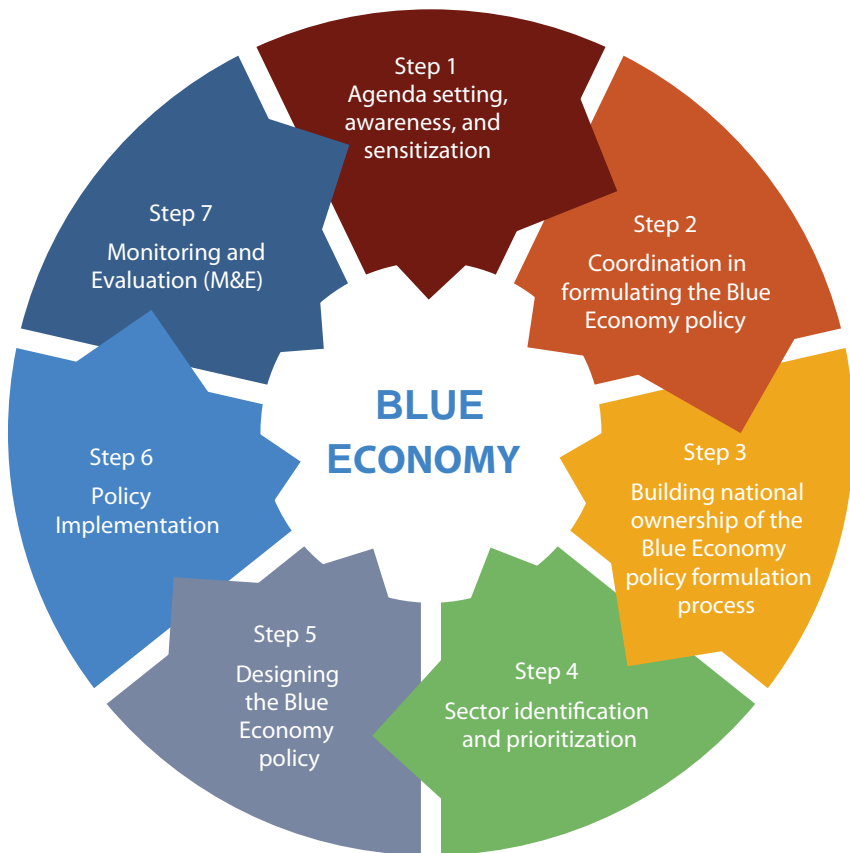 Step 1
Agenda setting,
awareness, and
sensitization
Step 2
Coordination in
formulating the Blue
Economy policy
Step 3
Building national
ownership of the
Blue Economy
policy formulation
process
Step 4
Sector identification
and prioritization
Step 5
Designing
the Blue
Economy
policy
Step 6
Policy
Implementation
Step 7
Monitoring and
Evaluation (M&E)
BLUE
ECONOMY